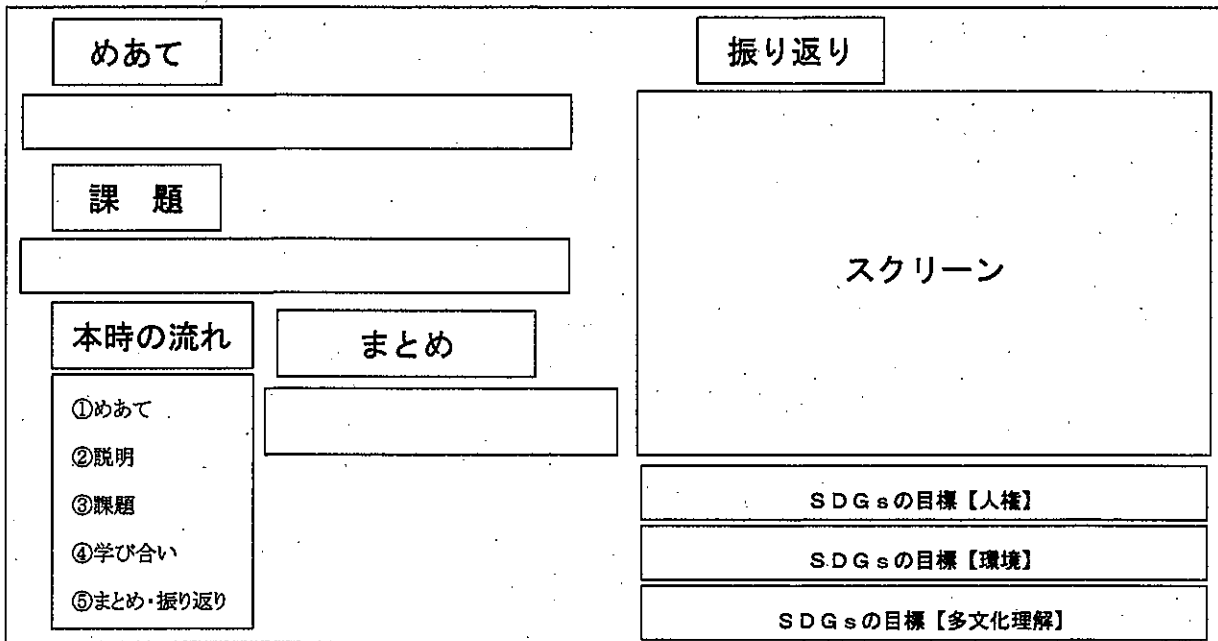 めあて
課　題
本時の流れ
①めあて
②説明
③課題
④学び合い
⑤まとめ・振り返り
まとめ
振り返り
スクリーン
ＳＤＧｓの目標【人権】
ＳＤＧｓの目標【環境】
ＳＤＧｓの目標【多文化理解】